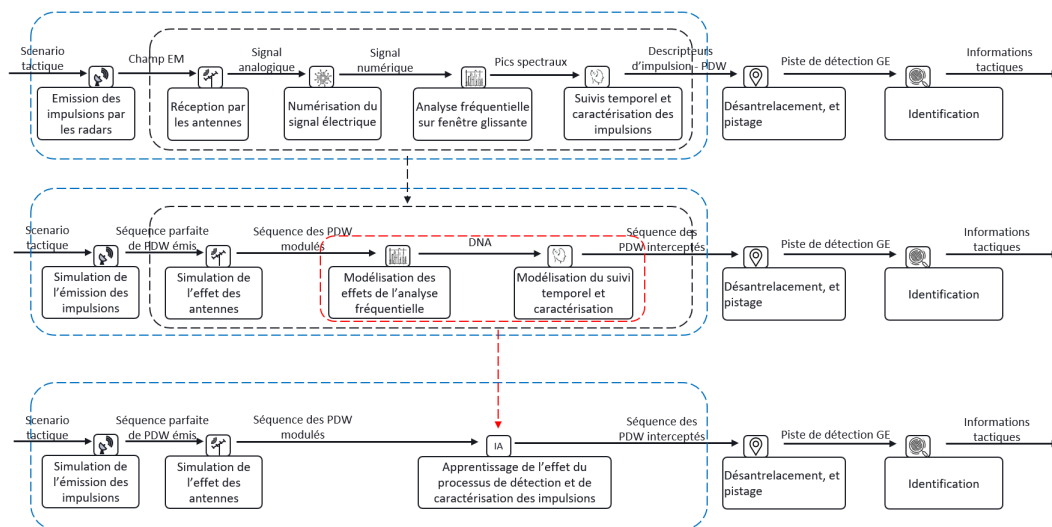 Scenario
tactique
Champ EM
Signal
analogique
Signal
numérique
Pics spectraux
Descripteurs
d'impulsion - PDW
Piste de détection GE
Informations
tactiques
Emission des
impulsions par
les radars
Réception par
les antennes
Numérisation du
signal électrique
Analyse fréquentielle
sur fenêtre glissante
Suivis temporel et
caractérisation des
impulsions
Désantrelacement, et
pistage
Identification
Scenario
tactique
Séquence parfaite
de PDW émis
Séquence des PDW
modulés
DNA
Séquence des
PDW interceptés
Piste de détection GE
Informations
tactiques
Simulation de
l'émission des
impulsions
Simulation de
l'effet des
antennes
Modélisation des
effets de l'analyse
fréquentielle
Modélisation du suivi
temporel et
caractérisation
Désantrelacement, et
pistage
Identification
Scenario
tactique
Séquence parfaite
de PDW émis
Séquence des PDW
modulés
Séquence des
PDW interceptés
Piste de détection GE
Informations
tactiques
IA
Simulation de
l'émission des
impulsions
Simulation de
l'effet des
antennes
Apprentissage de l'effet du
processus de détection et de
caractérisation des impulsions
Désantrelacement, et
pistage
Identification